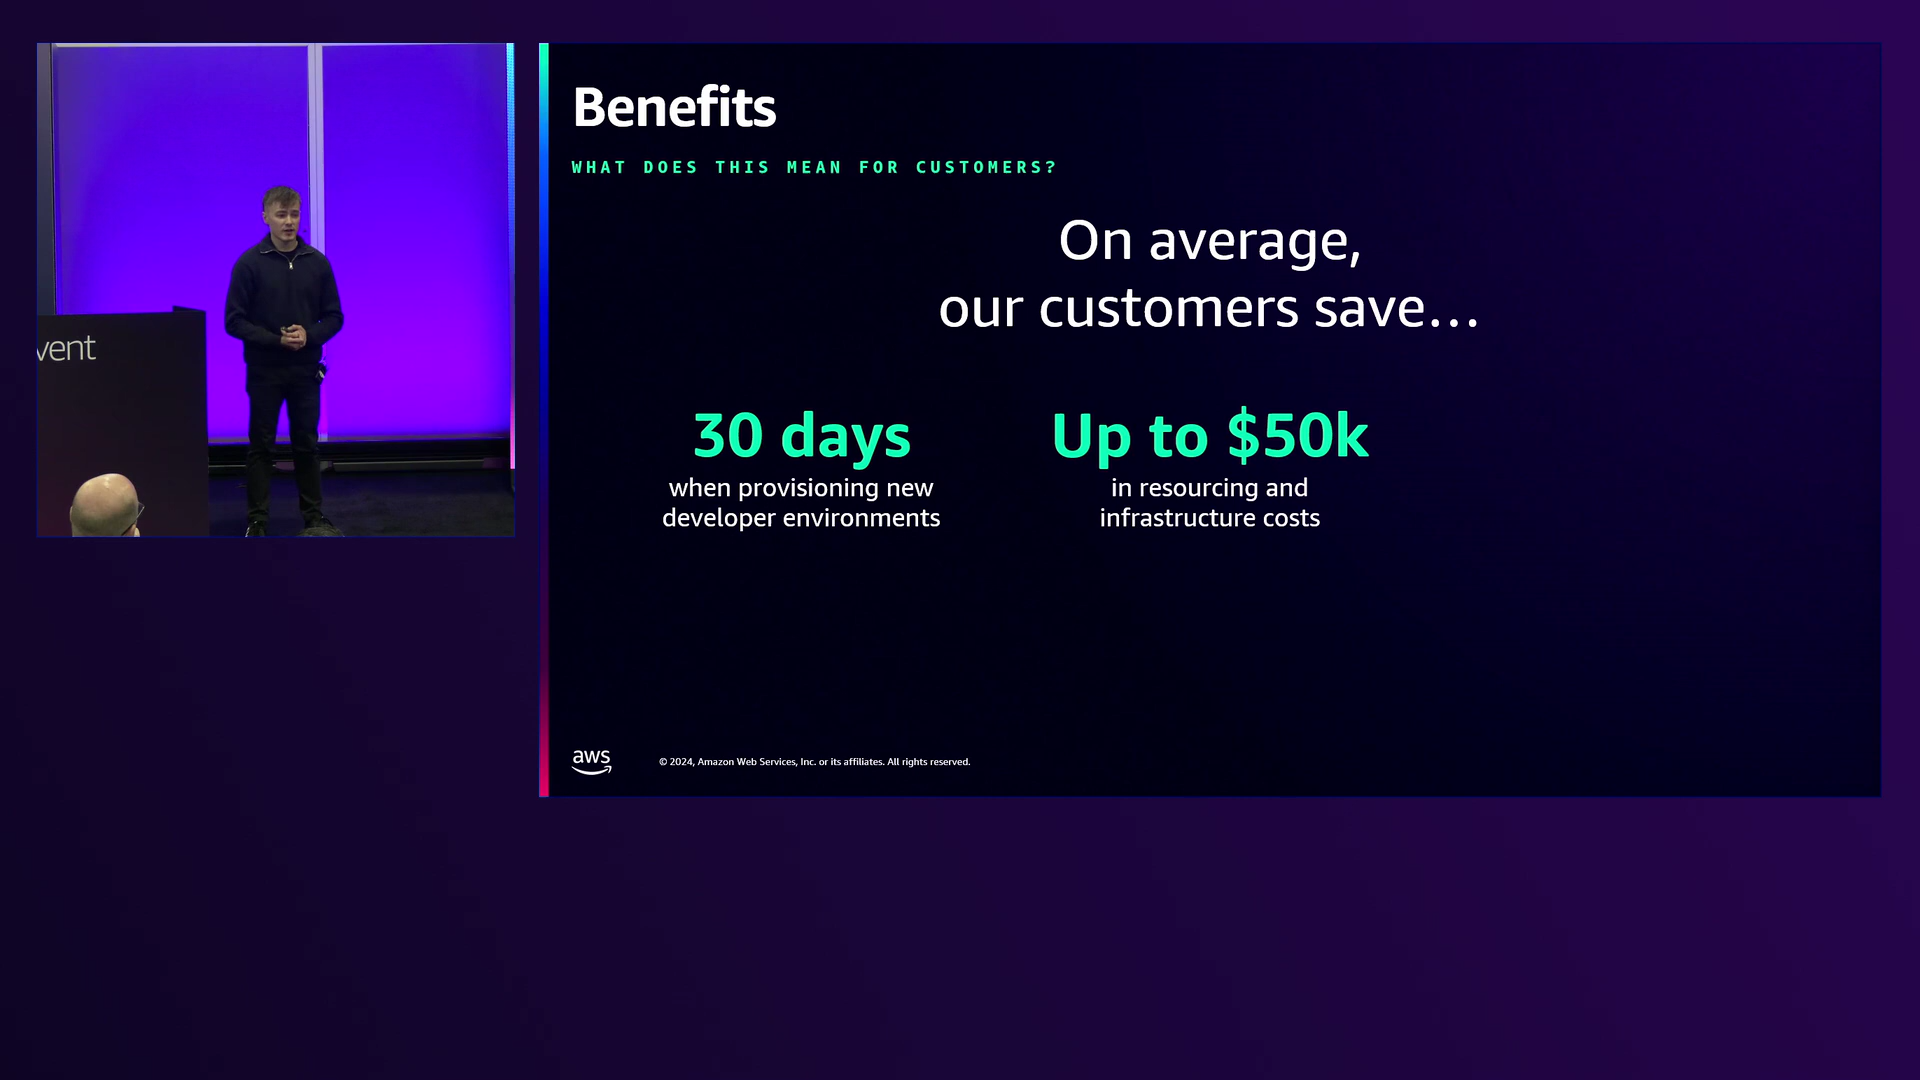 vent
Benefits
WHAT DOES THIS MEAN FOR CUSTOMERS?
On average,
our customers save...
30 days
when provisioning new
developer environments
Up to $50k
in resourcing and
infrastructure costs
aws
© 2024, Amazon Web Services, Inc. or its affiliates. All rights reserved.